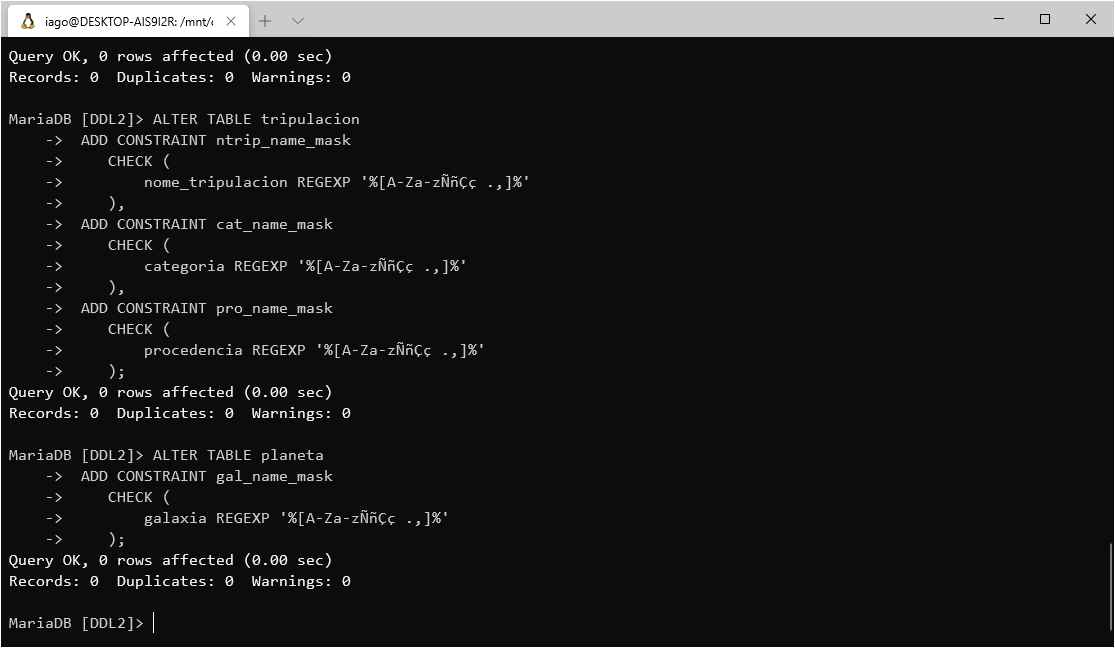 iago@DESKTOP-AIS9I2R: /mnt/c
Query OK, 0 rows affected (0.00 sec)
Records: 0  Duplicates: 0  Warnings: 0
MariaDB [DDL2]> ALTER TABLE tripulacion
    ->  ADD CONSTRAINT ntrip_name_mask
    ->     CHECK (
    ->         nome_tripulacion REGEXP '%[A-Za-zÑñÇç .,]%'
    ->     ),
    ->  ADD CONSTRAINT cat_name_mask
    ->     CHECK (
    ->         categoria REGEXP '%[A-Za-zÑñÇç .,]%'
    ->     ),
    ->  ADD CONSTRAINT pro_name_mask
    ->     CHECK (
    ->         procedencia REGEXP '%[A-Za-zÑñÇç .,]%'
    ->     );
Query OK, 0 rows affected (0.00 sec)
Records: 0  Duplicates: 0  Warnings: 0
MariaDB [DDL2]> ALTER TABLE planeta
    ->  ADD CONSTRAINT gal_name_mask
    ->     CHECK (
    ->         galaxia REGEXP '%[A-Za-zÑñÇç .,]%'
    ->     );
Query OK, 0 rows affected (0.00 sec)
Records: 0  Duplicates: 0  Warnings: 0
MariaDB [DDL2]>